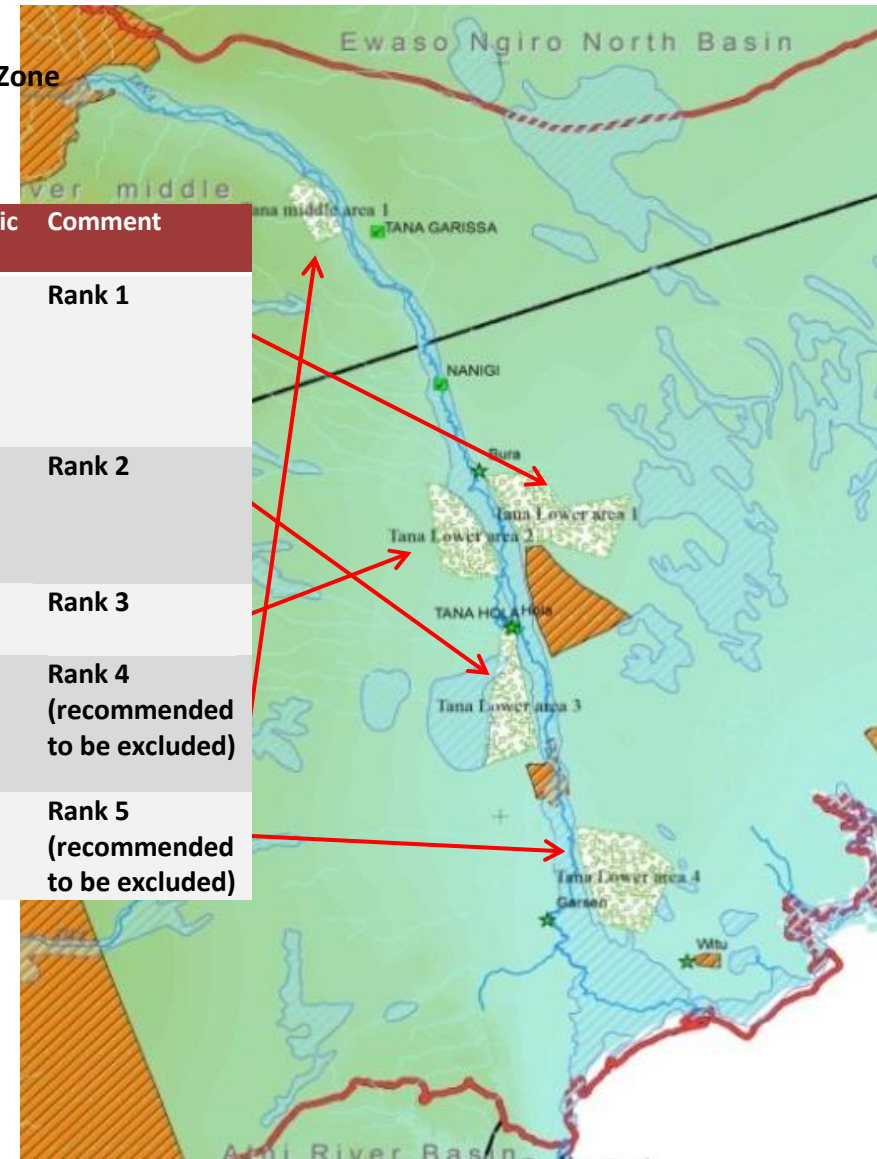 Ewaso Ngiro North Basin
Zone
ver middle
ic Comment
Tana middle area 1
TANA GARISSA
Rank 1
NANIGI
Bura
Rank 2
Tana Lower area 1
Tana Lower area 2
Rank 3
TANA HOLA Hola
Rank 4
(recommended
to be excluded)
Tana Lower area 3
Rank 5
(recommended
to be excluded)
Tana Lower area 4
Garsen
Witu
Athi River Basin